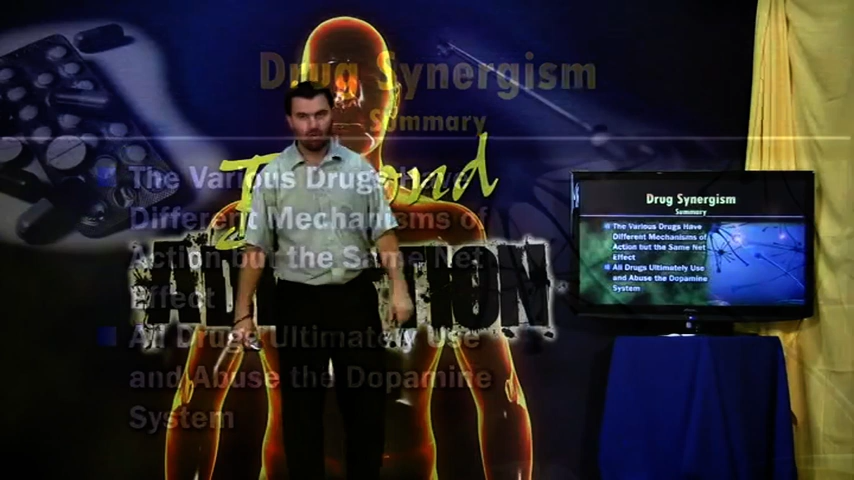 Drug Synergism
Summary
The Various Drugs Have
Different Mechanisms of
Action but the Same Net
Effect
All Drugs Ultimately Use
and Abuse the Dopamine
System
Drug Synergism
Summary
The Various Drugs Have
Different Mechanisms of
Action but the Same Net
Effect
All Drugs Ultimately Use
and Abuse the Dopamine
System